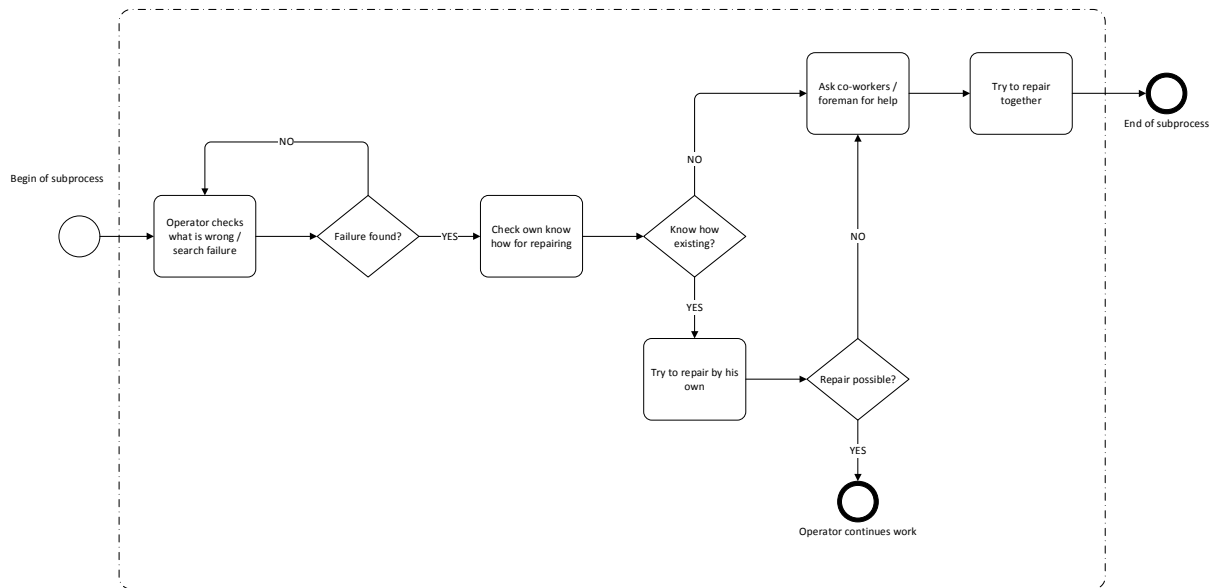 Begin of subprocess
Operator checks
what is wrong /
search failure
NO
Failure found?
YES
Check own know
how for repairing
Know how
existing?
NO
YES
Try to repair by his
own
Repair possible?
NO
YES
Operator continues work
Ask co-workers /
foreman for help
Try to repair
together
End of subprocess